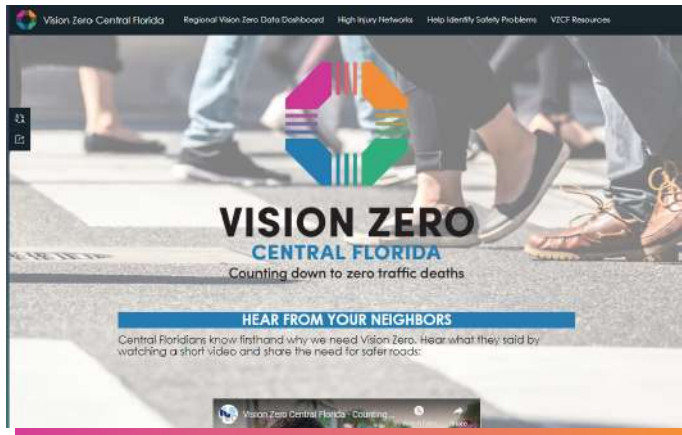 Vision Zero Central Florida
Regional Vision Zero Data Dashboard
High Injury Networks
Help Identify Safety Problems
VZCF Resources
VISION ZERO
CENTRAL FLORIDA
Counting down to zero traffic deaths
HEAR FROM YOUR NEIGHBORS
Central Floridians know firsthand why we need Vision Zero. Hear what they said by
watching a short video and share the need for safer roads:
Vision Zero Central Florida - Counting ...
Share